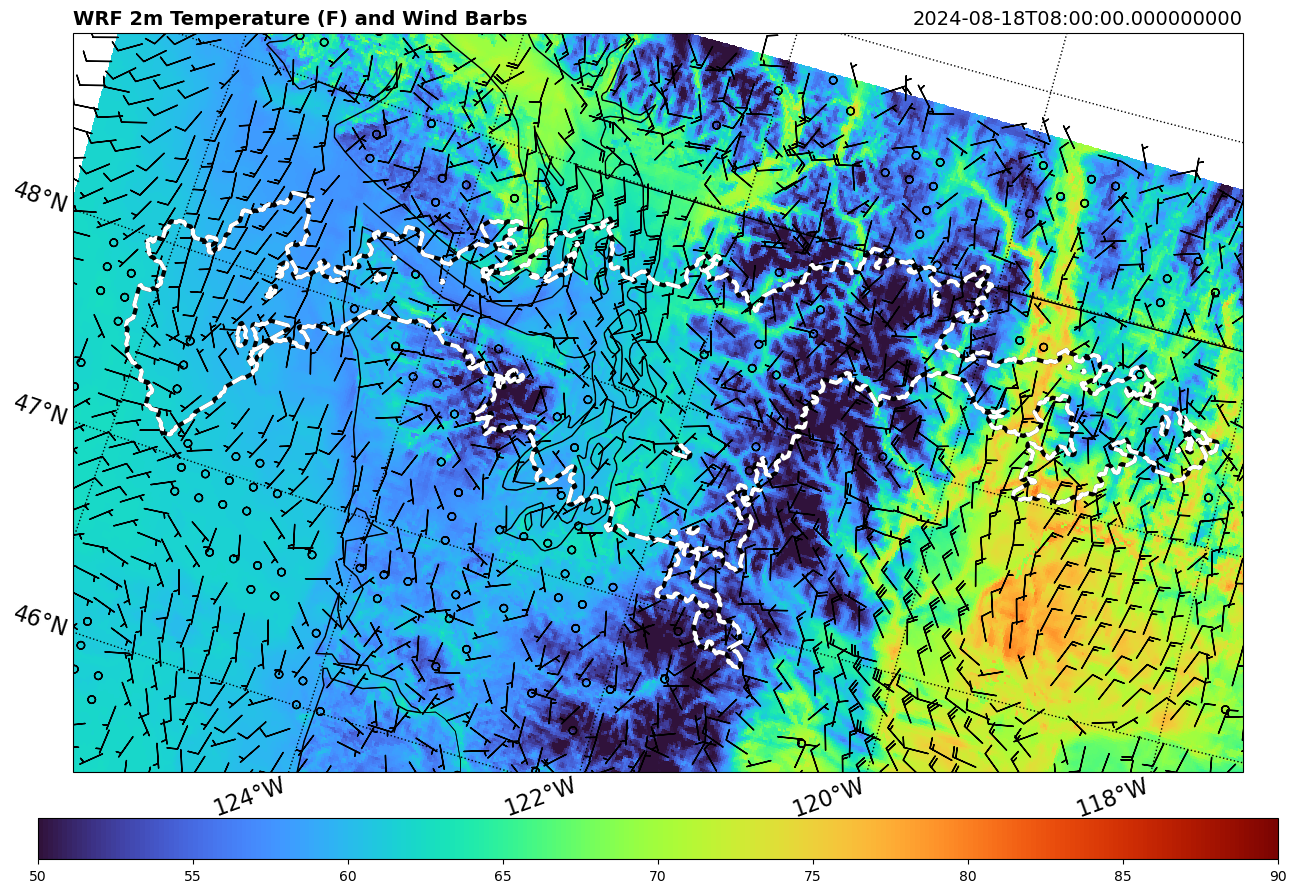 WRF 2m Temperature (F) and Wind Barbs
2024-08-18T08:00:00.000000000
48°N
47°N
46°N
124°W
122°W
120°W
118°W
50
55
60
65
70
75
80
85
90